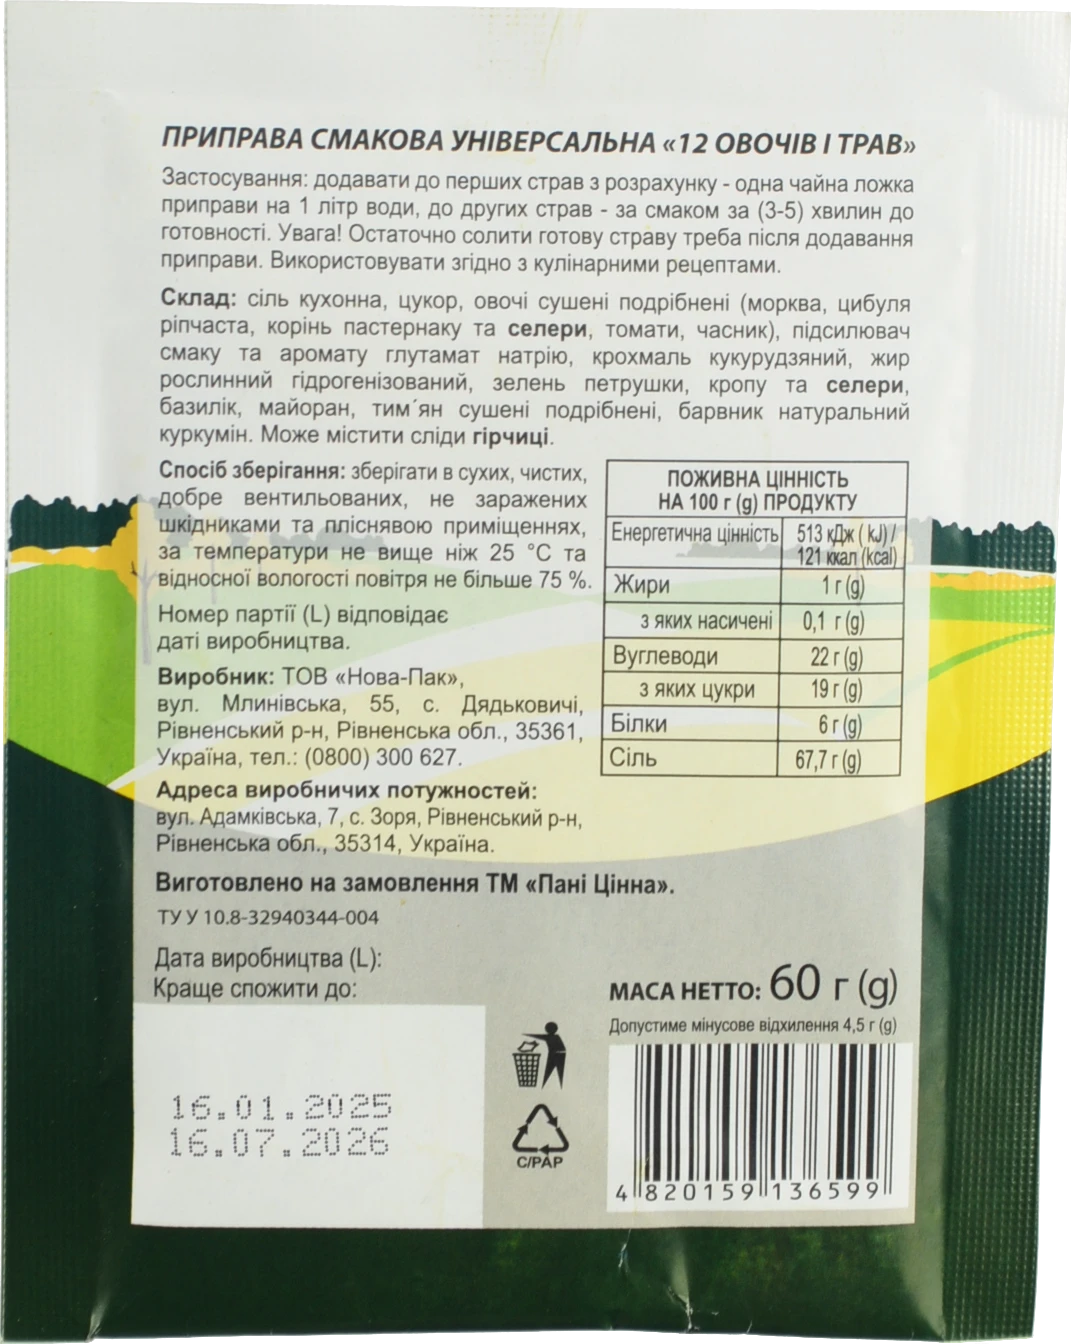 ПРИПРАВА СМАКОВА УНІВЕРСАЛЬНА «12 ОВОЧІВ І ТРАВ»
Застосування: додавати до перших страв з розрахунку - одна чайна ложка
приправи на 1 літр води, до других страв - за смаком за (3-5) хвилин до
готовності. Увага! Остаточно солити готову страву треба після додавання
приправи. Використовувати згідно з кулінарними рецептами.
Склад: сіль кухонна, цукор, овочі сушені подрібнені (морква, цибуля
ріпчаста, корінь пастернаку та селери, томати, часник), підсилювач
смаку та аромату глутамат натрію, крохмаль кукурудзяний, жир
рослинний гідрогенізований, зелень петрушки, кропу та селери,
базилік, майоран, тим´ян сушені подрібнені, барвник натуральний
куркумін. Може містити сліди гірчиці.
Спосіб зберігання: зберігати в сухих, чистих,
добре вентильованих, не заражених
шкідниками та пліснявою приміщеннях,
за температури не вище ніж 25 °С та
відносної вологості повітря не більше 75 %.
Номер партії (L) відповідає
даті виробництва.
Виробник: ТОВ «Нова-Пак»,
вул. Млинівська, 55, с. Дядьковичі,
Рівненський р-н, Рівненська обл., 35361,
Україна, тел.: (0800) 300 627.
Адреса виробничих потужностей:
вул. Адамківська, 7, с. Зоря, Рівненський р-н,
Рівненська обл., 35314, Україна.
ПОЖИВНА ЦІННІСТЬ
НА 100 г (g) ПРОДУКТУ
Енергетична цінність 513 кДж ( kJ) /
121 ккал (kcal)
Жири 1 г (g)
з яких насичені 0,1 г (g)
Вуглеводи 22 г (g)
з яких цукри 19 г (g)
Білки 6 г (g)
Сіль 67,7 г (g)
Виготовлено на замовлення ТМ «Пані Цінна».
ТУ У 10.8-32940344-004
Дата виробництва (L):
Краще спожити до:
16.01.2025
16.07.2026
С/PAP
МАСА НЕТТО: 60 г (g)
Допустиме мінусове відхилення 4,5 г (g)
4 820159 136599